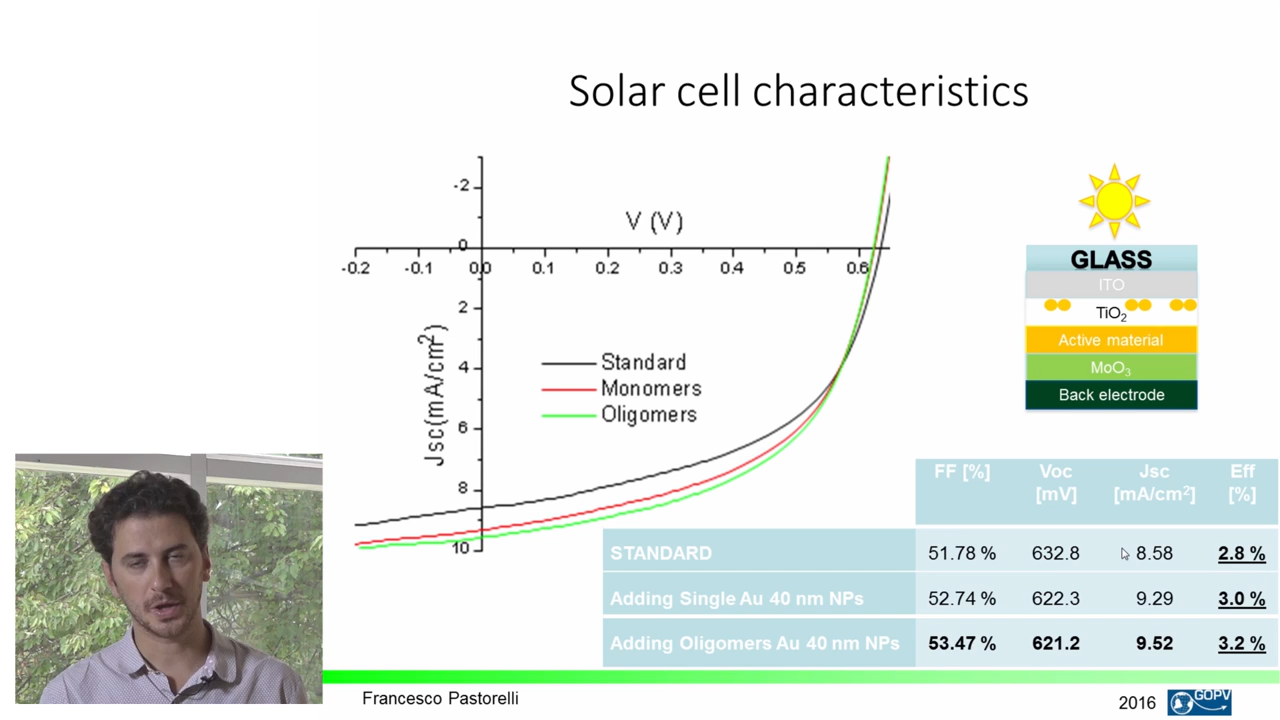 Solar cell characteristics
-2
V (V)
0
-0.2 -0.1 0.0 0.1 0.2 0.3 0.4 0.5 0.6
2
4
6
8
10
Jsc(mA/cm²)
Standard
Monomers
Oligomers
GLASS
ITO
TiO₂
Active material
MoO₃
Back electrode
FF [%] Voc [mV] Jsc [mA/cm²] Eff [%]
STANDARD 51.78 % 632.8 8.58 2.8 %
Adding Single Au 40 nm NPs 52.74 % 622.3 9.29 3.0 %
Adding Oligomers Au 40 nm NPs 53.47 % 621.2 9.52 3.2 %
Francesco Pastorelli
2016
GOPV